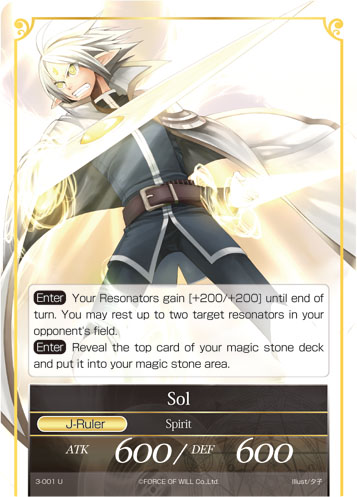 Enter Your Resonators gain [+200/+200] until end of
turn. You may rest up to two target resonators in your
opponent's field.
Enter Reveal the top card of your magic stone deck
and put it into your magic stone area.
Sol
J-Ruler Spirit
ATK 600/ DEF 600
3-001 U ©FORCE OF WILL Co.,Ltd. Illust/夕子